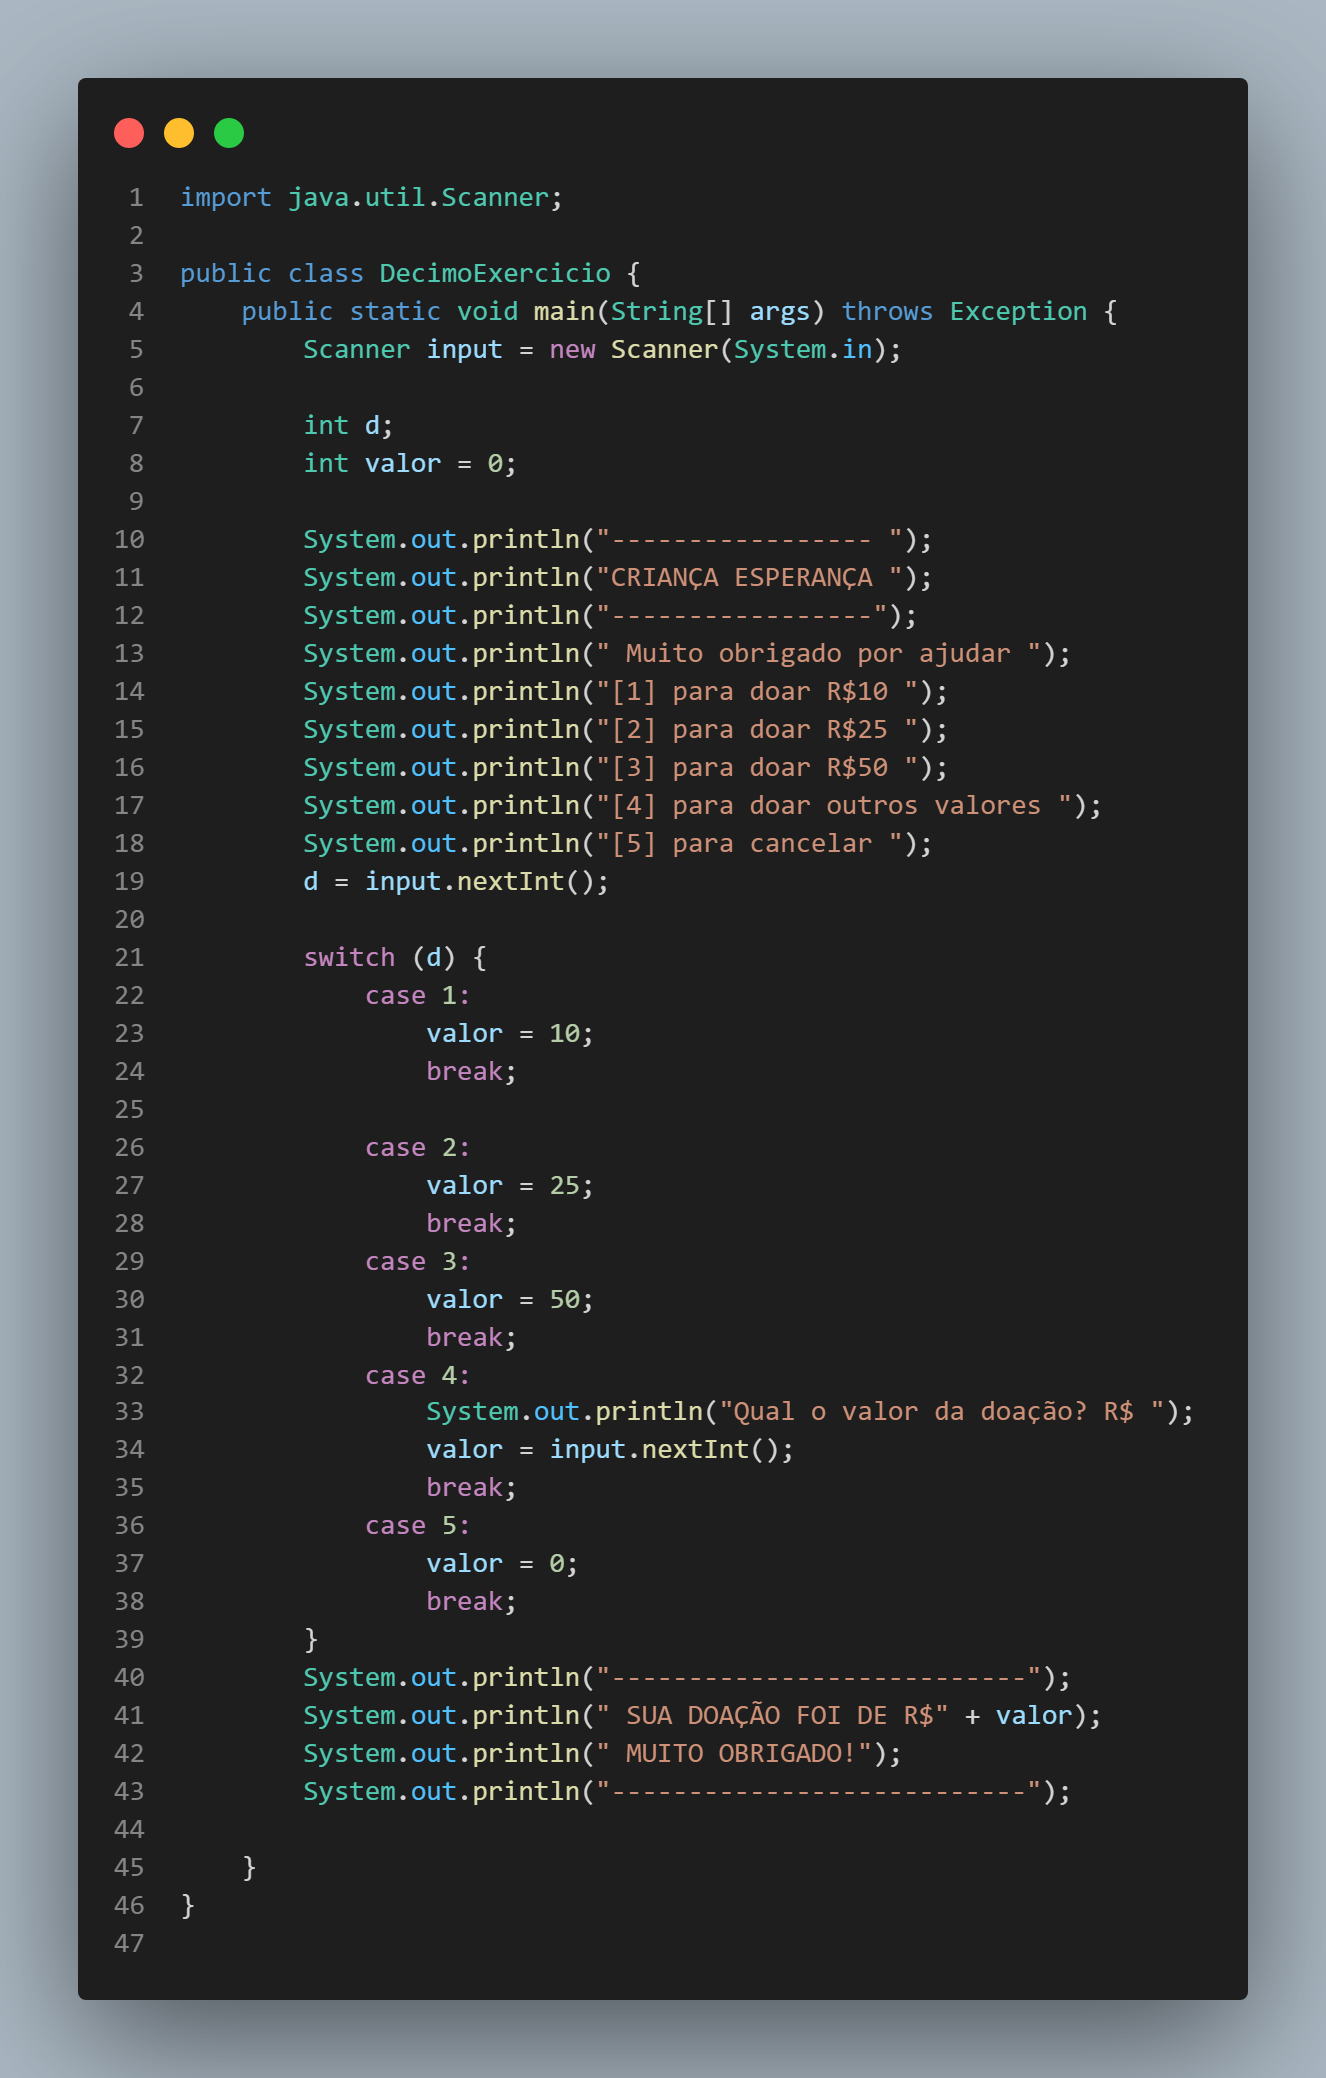 1 import java.util.Scanner;
2
3 public class DecimoExercicio {
4     public static void main(String[] args) throws Exception {
5         Scanner input = new Scanner(System.in);
6
7         int d;
8         int valor = 0;
9
10         System.out.println("----------------- ");
11         System.out.println("CRIANÇA ESPERANÇA ");
12         System.out.println("-----------------");
13         System.out.println(" Muito obrigado por ajudar ");
14         System.out.println("[1] para doar R$10 ");
15         System.out.println("[2] para doar R$25 ");
16         System.out.println("[3] para doar R$50 ");
17         System.out.println("[4] para doar outros valores ");
18         System.out.println("[5] para cancelar ");
19         d = input.nextInt();
20
21         switch (d) {
22             case 1:
23                 valor = 10;
24                 break;
25
26             case 2:
27                 valor = 25;
28                 break;
29             case 3:
30                 valor = 50;
31                 break;
32             case 4:
33                 System.out.println("Qual o valor da doação? R$ ");
34                 valor = input.nextInt();
35                 break;
36             case 5:
37                 valor = 0;
38                 break;
39         }
40         System.out.println("---------------------------");
41         System.out.println(" SUA DOAÇÃO FOI DE R$" + valor);
42         System.out.println(" MUITO OBRIGADO!");
43         System.out.println("---------------------------");
44
45     }
46 }
47